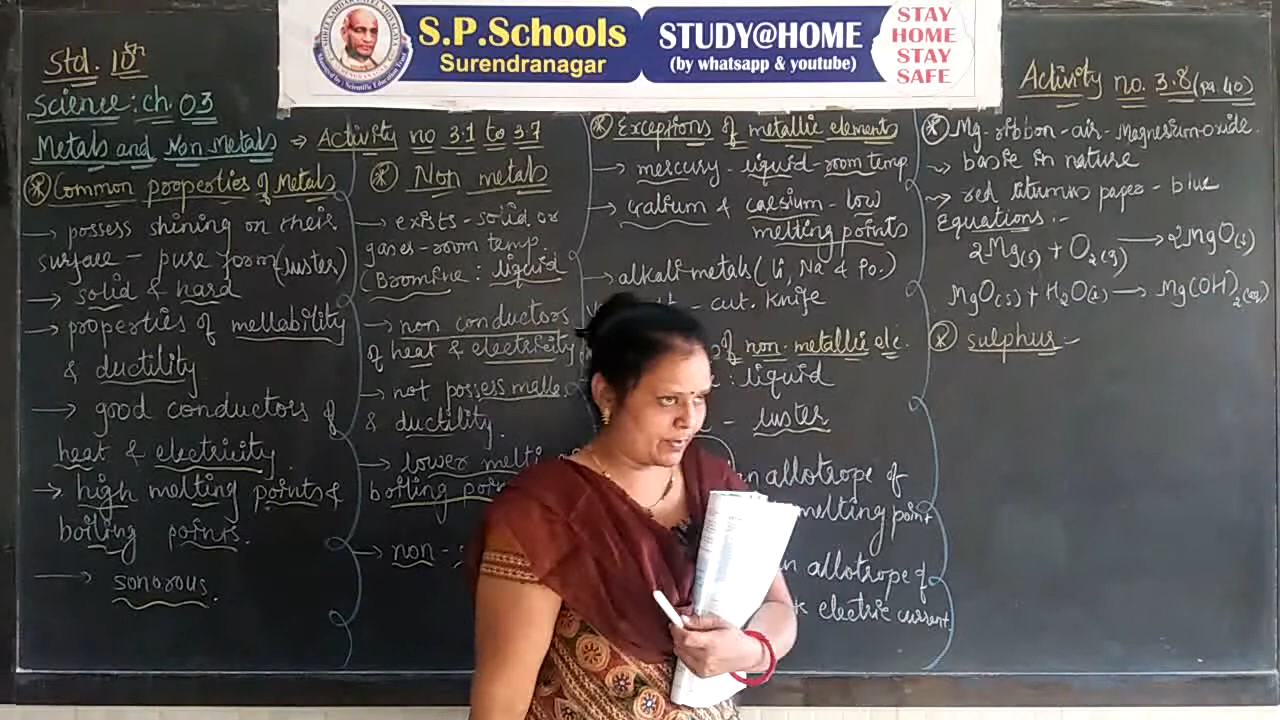 S.P.Schools
Surendranagar
STUDY@HOME
(by whatsapp & youtube)
STAY
HOME
STAY
SAFE
Std. 10th
Science: ch. 03
Metals and Non Metals → Activity no 3.1 to 3.7
Common properties of Metals
→ possess shining on their
surface - pure form (luster)
→ solid & hard
→ properties of mellability
& ductility
→ good conductors of
heat & electricity.
→ high melting points &
boiling points.
→ sonorous.
Non metals
→ exists - solid or
gases - room temp.
(Bromine: liquid
→ non conductors
of heat & electricity
→ not possess malle
& ductility.
→ lower melti
boiling poin
→ non-
Exceptions of metallic elements
→ mercury - liquid - room temp
→ & caesium - low
melting points
→ alkali metals (Li, Na & Po.)
- cut. knife
of non-metallic ele.
: liquid
- luster
an allotrope of
melting point
an allotrope of
electric current
Activity no. 3.8 (pg. 40)
Mg-ribbon-air-Magnesium oxide.
→ basic in nature
→ red litumus paper - blue
Equations :-
2Mg(s) + O2(g) → 2MgO(s)
MgO(s) + H2O(l) → Mg(OH)2(aq)
sulphur -